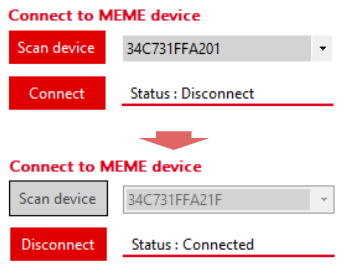 Connect to MEME device
Scan device 34C731FFA201
Connect Status : Disconnect
Connect to MEME device
Scan device 34C731FFA21F
Disconnect Status : Connected